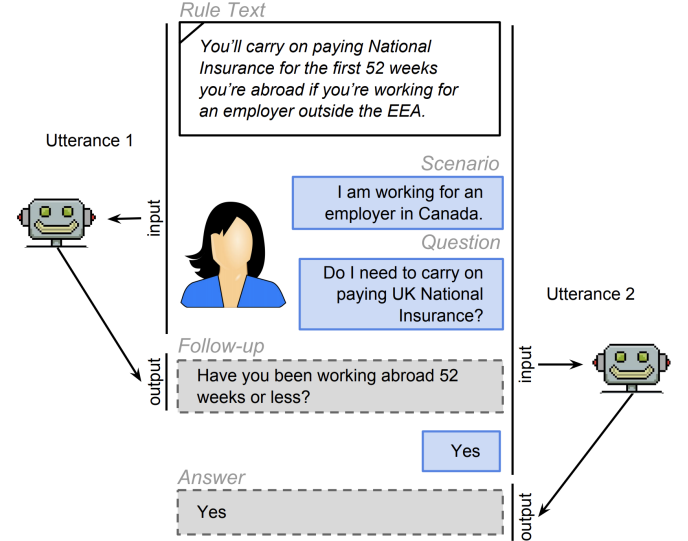 Rule Text
You'll carry on paying National
Insurance for the first 52 weeks
you're abroad if you're working for
an employer outside the EEA.
Utterance 1
Scenario
I am working for an
employer in Canada.
input
Question
Do I need to carry on
paying UK National
Insurance?
Utterance 2
Follow-up
output
Have you been working abroad 52
weeks or less?
input
Yes
Answer
Yes
output